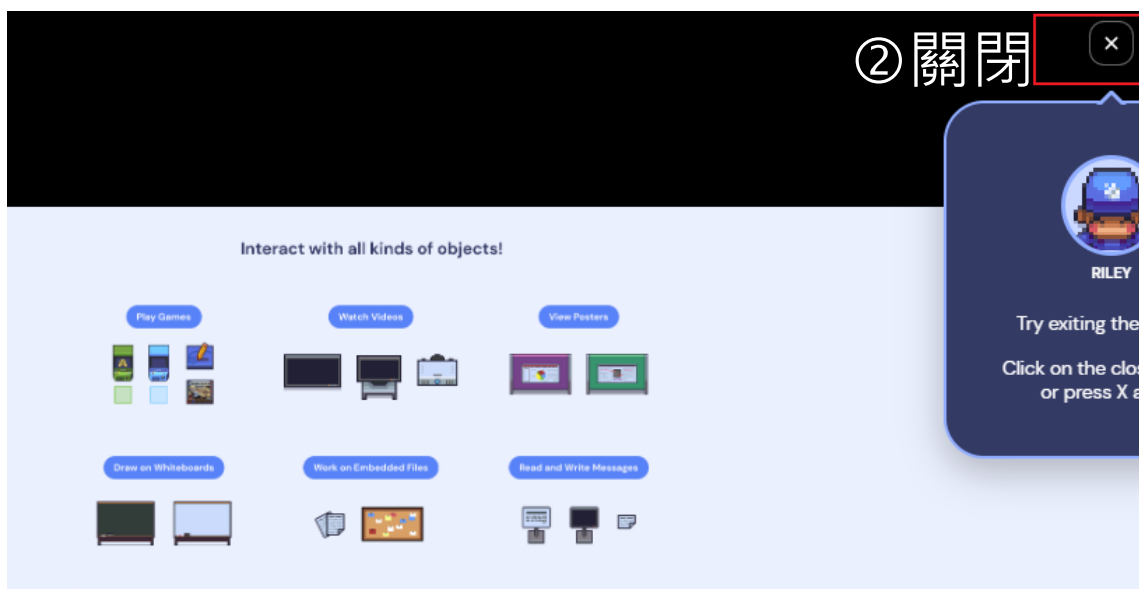 ②關閉
RILEY
Try exiting the
Click on the clos
or press X a
Interact with all kinds of objects!
Play Games
Watch Videos
View Posters
Draw on Whiteboards
Work on Embedded Files
Read and Write Messages